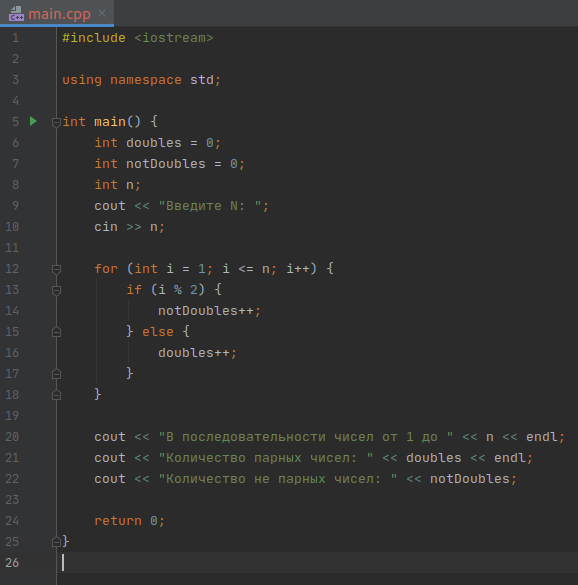 main.cpp
1 #include <iostream>
2
3 using namespace std;
4
5 int main() {
6     int doubles = 0;
7     int notDoubles = 0;
8     int n;
9     cout << "Введите N: ";
10     cin >> n;
11
12     for (int i = 1; i <= n; i++) {
13         if (i % 2) {
14             notDoubles++;
15         } else {
16             doubles++;
17         }
18     }
19
20     cout << "В последовательности чисел от 1 до " << n << endl;
21     cout << "Количество парных чисел: " << doubles << endl;
22     cout << "Количество не парных чисел: " << notDoubles;
23
24     return 0;
25 }
26